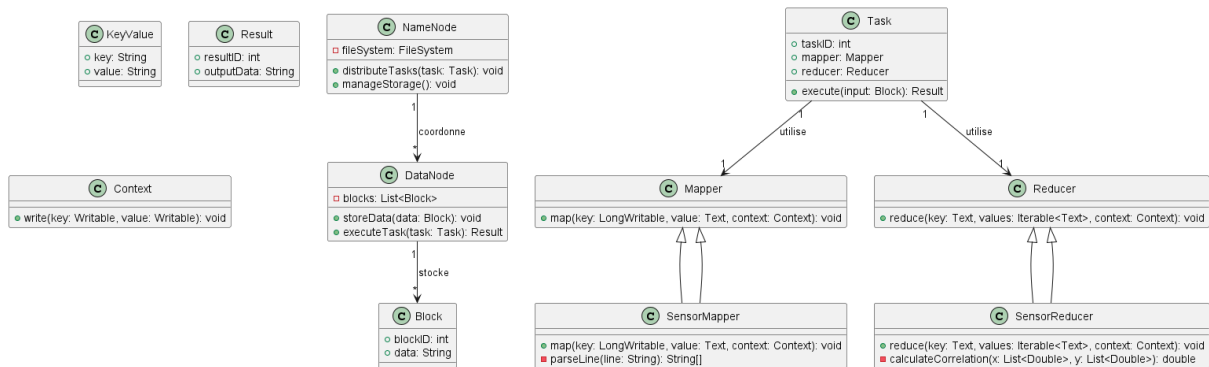 C KeyValue
key: String
value: String
C Result
resultID: int
outputData: String
C NameNode
fileSystem: FileSystem
distributeTasks(task: Task): void
manageStorage(): void
C Task
taskID: int
mapper: Mapper
reducer: Reducer
execute(input: Block): Result
1
coordonne
*
1
utilise
1
1
utilise
1
C Context
write(key: Writable, value: Writable): void
C DataNode
blocks: List<Block>
storeData(data: Block): void
executeTask(task: Task): Result
C Mapper
map(key: LongWritable, value: Text, context: Context): void
C Reducer
reduce(key: Text, values: Iterable<Text>, context: Context): void
1
stocke
*
C Block
blockID: int
data: String
C SensorMapper
map(key: LongWritable, value: Text, context: Context): void
parseLine(line: String): String[]
C SensorReducer
reduce(key: Text, values: Iterable<Text>, context: Context): void
calculateCorrelation(x: List<Double>, y: List<Double>): double